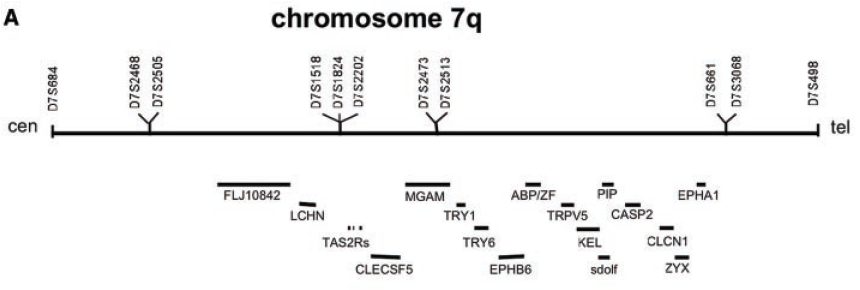 A
chromosome 7q
D7S684
D7S2468
D7S2505
D7S1518
D7S1824
D7S2202
D7S2473
D7S2513
D7S661
D7S3068
D7S498
cen
tel
FLJ10842
MGAM
ABP/ZF
PIP
EPHA1
LCHN
TRY1
TRPV5
CASP2
TAS2Rs
TRY6
KEL
CLCN1
CLECSF5
EPHB6
sdolf
ZYX